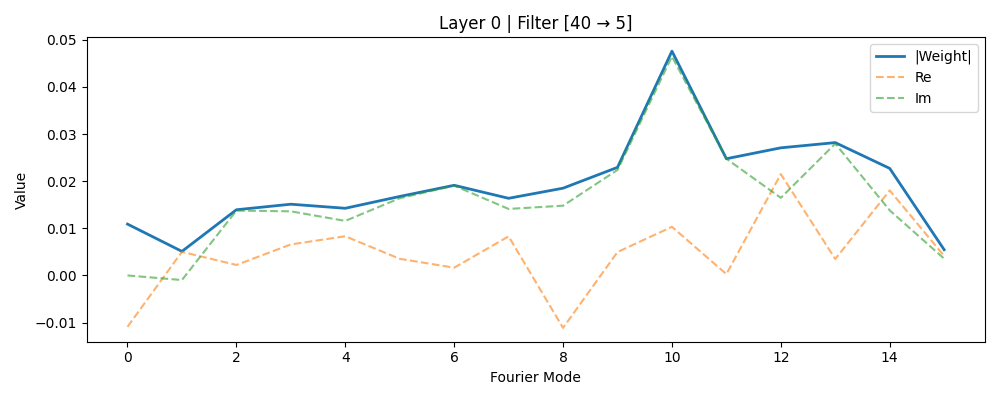 Layer 0 | Filter [40 → 5]
0.05
0.04
0.03
0.02
0.01
0.00
−0.01
Value
|Weight|
Re
Im
0 2 4 6 8 10 12 14
Fourier Mode